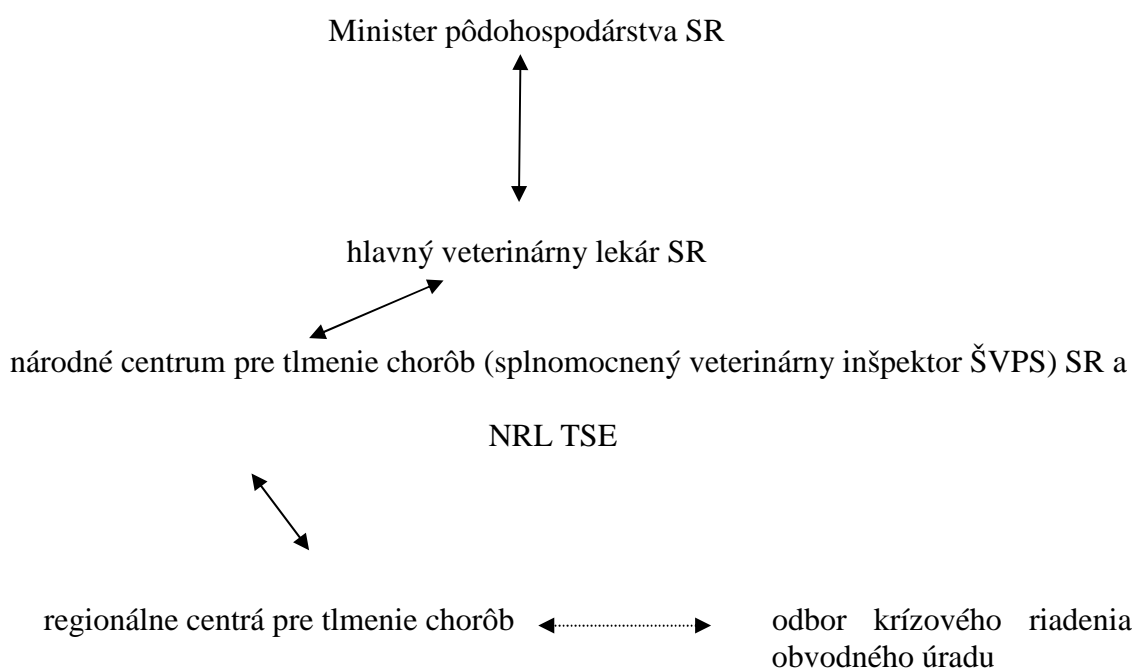 Minister pôdohospodárstva SR
hlavný veterinárny lekár SR
národné centrum pre tlmenie chorôb (splnomocnený veterinárny inšpektor ŠVPS) SR a
NRL TSE
regionálne centrá pre tlmenie chorôb
odbor krízového riadenia
obvodného úradu